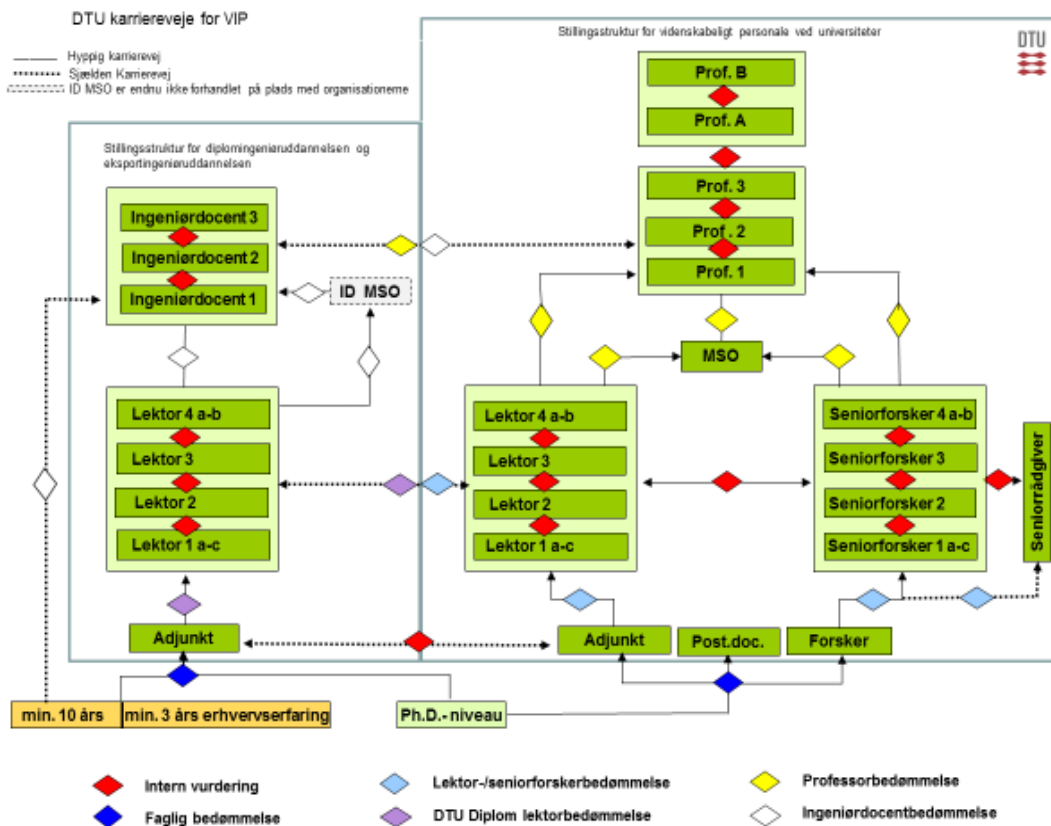 DTU karriereveje for VIP
Hyppig karrierevej
Sjælden Karrierevej
ID MSO er endnu ikke forhandlet på plads med organisationerne
Stillingsstruktur for videnskabeligt personale ved universiteter
DTU
Stillingsstruktur for diplomingeniøruddannelsen og
eksportingeniøruddannelsen
Prof. B
Prof. A
Prof. 3
Prof. 2
Prof. 1
MSO
Ingeniørdocent 3
Ingeniørdocent 2
Ingeniørdocent 1
ID MSO
Lektor 4 a-b
Lektor 3
Lektor 2
Lektor 1 a-c
Lektor 4 a-b
Lektor 3
Lektor 2
Lektor 1 a-c
Seniorforsker 4 a-b
Seniorforsker 3
Seniorforsker 2
Seniorforsker 1 a-c
Seniorrådgiver
Adjunkt
Adjunkt
Post.doc.
Forsker
min. 10 års
min. 3 års erhvervserfaring
Ph.D.- niveau
Intern vurdering
Lektor-/seniorforskerbedømmelse
Professorbedømmelse
Faglig bedømmelse
DTU Diplom lektorbedømmelse
Ingeniørdocentbedømmelse